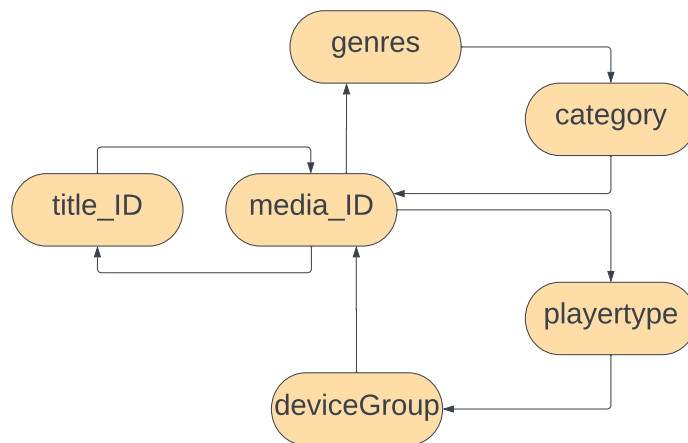 genres
category
title_ID
media_ID
playertype
deviceGroup